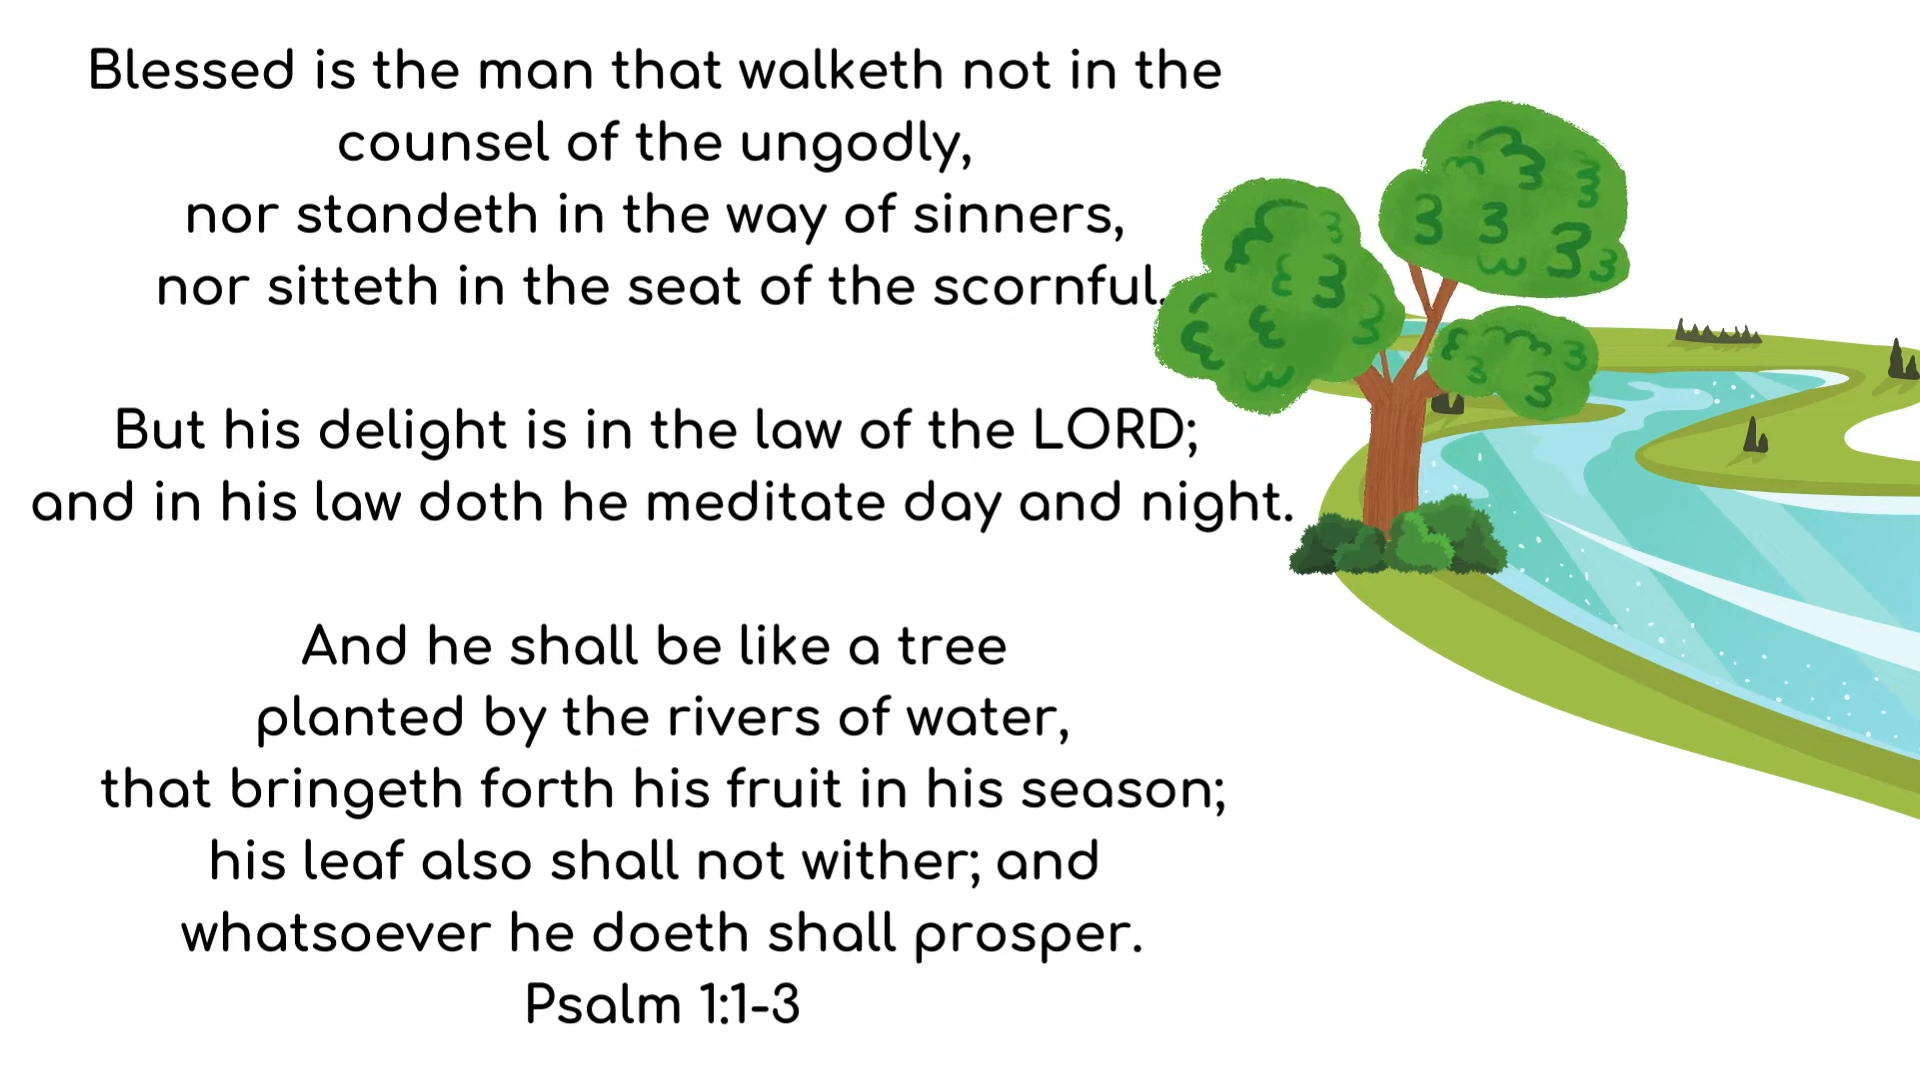 Blessed is the man that walketh not in the
counsel of the ungodly,
nor standeth in the way of sinners,
nor sitteth in the seat of the scornful.
But his delight is in the law of the LORD;
and in his law doth he meditate day and night.
And he shall be like a tree
planted by the rivers of water,
that bringeth forth his fruit in his season;
his leaf also shall not wither; and
whatsoever he doeth shall prosper.
Psalm 1:1-3